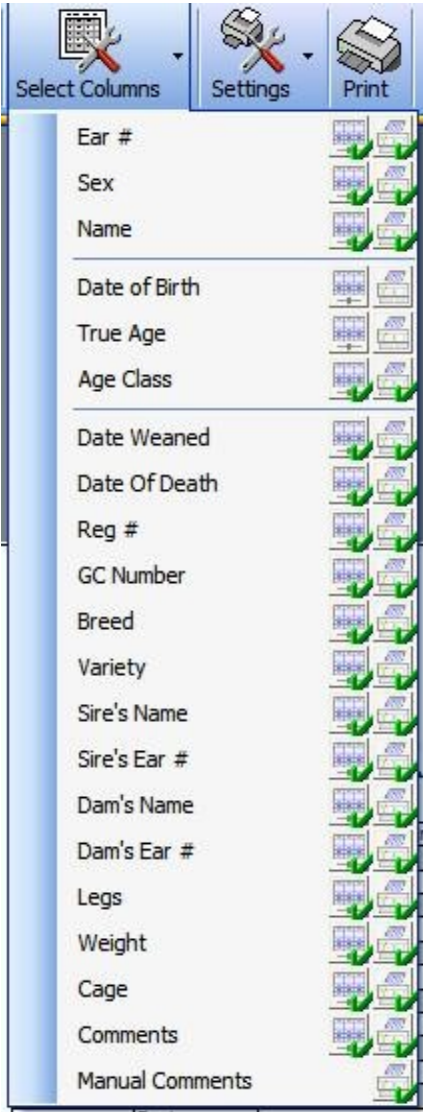 Select Columns Settings Print
Ear #
Sex
Name
Date of Birth
True Age
Age Class
Date Weaned
Date Of Death
Reg #
GC Number
Breed
Variety
Sire's Name
Sire's Ear #
Dam's Name
Dam's Ear #
Legs
Weight
Cage
Comments
Manual Comments